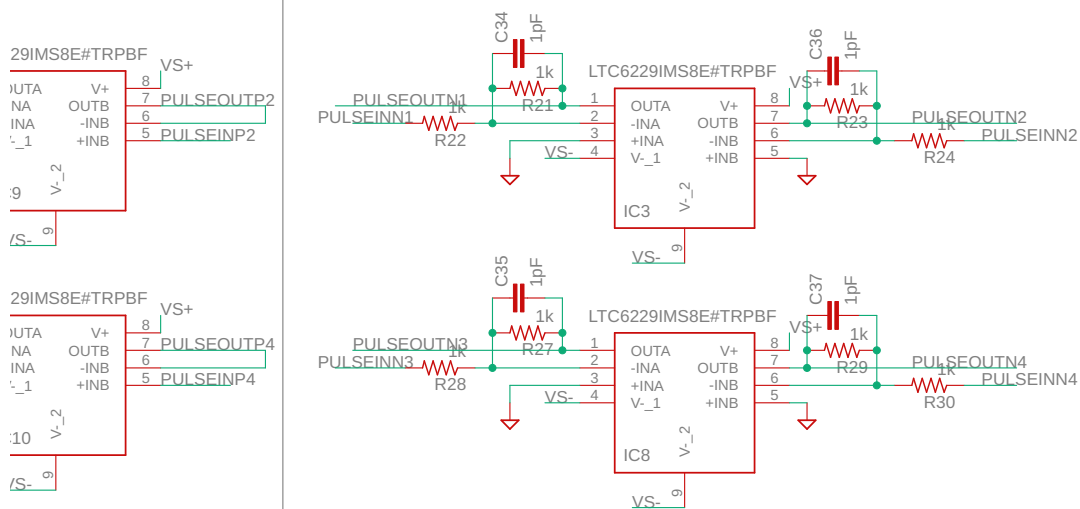 29IMS8E#TRPBF
VS+
8
V+
7
OUTB
PULSEOUTP2
NA
-INB
6
INA
+INB
5
PULSEINP2
-_1
V-_2
9
VS-
29IMS8E#TRPBF
VS+
8
V+
7
OUTB
PULSEOUTP4
NA
-INB
6
INA
+INB
5
PULSEINP4
-_1
V-_2
10
9
VS-
C34
1pF
1k
R21
PULSEOUTN1
PULSEINN1
1k
R22
VS-
LTC6229IMS8E#TRPBF
1
OUTA
2
-INA
3
+INA
4
V-_1
V+
8
OUTB
7
-INB
6
+INB
5
V-_2
IC3
9
VS-
VS+
C36
1pF
1k
R23
PULSEOUTN2
PULSEINN2
1k
R24
C35
1pF
1k
R27
PULSEOUTN3
PULSEINN3
1k
R28
VS-
LTC6229IMS8E#TRPBF
1
OUTA
2
-INA
3
+INA
4
V-_1
V+
8
OUTB
7
-INB
6
+INB
5
V-_2
IC8
9
VS-
VS+
C37
1pF
1k
R29
PULSEOUTN4
PULSEINN4
1k
R30